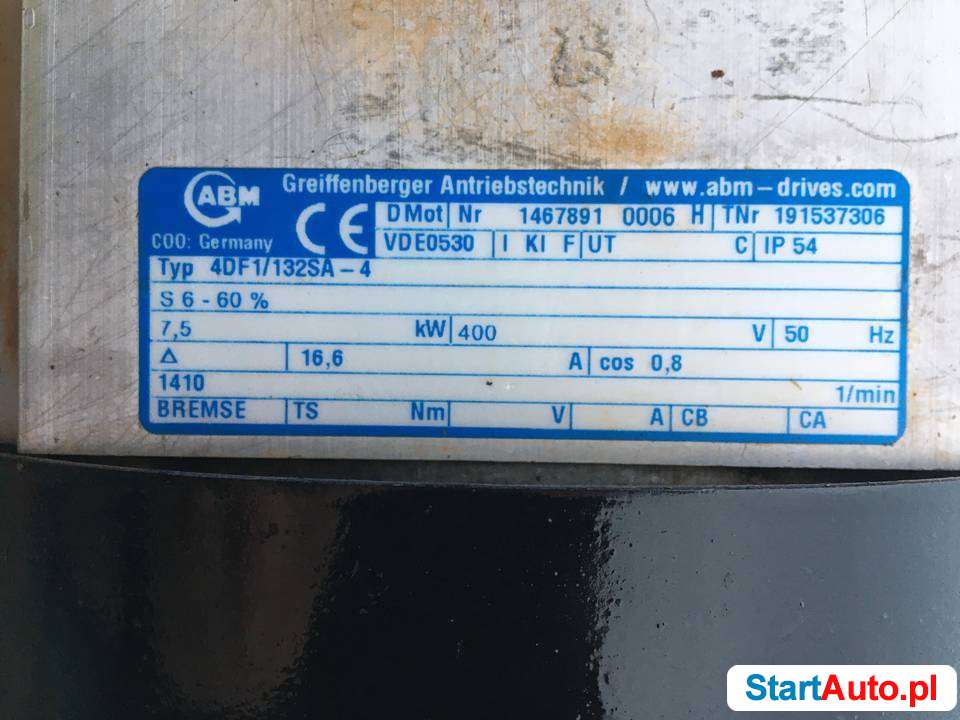 ABM
Greiffenberger Antriebstechnik / www.abm-drives.com
COO: Germany
CE
D Mot Nr 1467891 0006 H TNr 191537306
VDE0530 I KI F UT C IP 54
Typ 4DF1/132SA-4
S 6 - 60 %
7,5 kW 400 V 50 Hz
Δ 16,6 A cos 0,8
1410 1/min
BREMSE TS Nm V A CB CA
StartAuto.pl